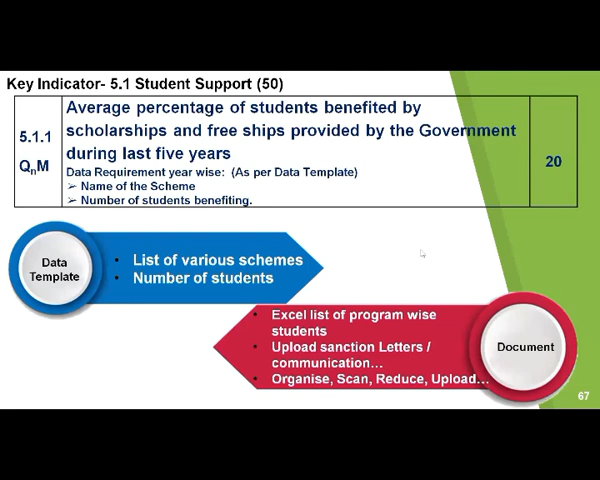 Key Indicator- 5.1 Student Support (50)
5.1.1
QnM
Average percentage of students benefited by
scholarships and free ships provided by the Government
during last five years
Data Requirement year wise: (As per Data Template)
➢ Name of the Scheme
➢ Number of students benefiting.
20
Data
Template
• List of various schemes
• Number of students
• Excel list of program wise
students
• Upload sanction Letters /
communication…
• Organise, Scan, Reduce, Upload…
Document
67